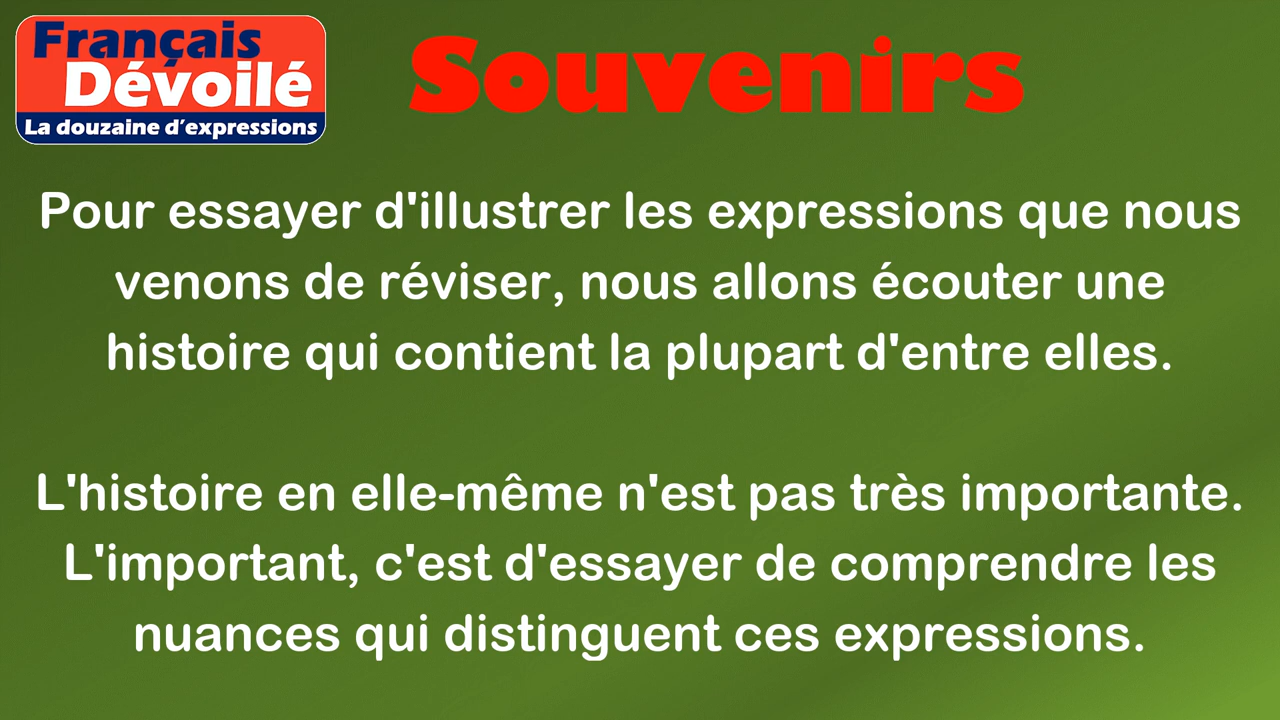 Français
Dévoilé
La douzaine d'expressions
Souvenirs
Pour essayer d'illustrer les expressions que nous
venons de réviser, nous allons écouter une
histoire qui contient la plupart d'entre elles.
L'histoire en elle-même n'est pas très importante.
L'important, c'est d'essayer de comprendre les
nuances qui distinguent ces expressions.